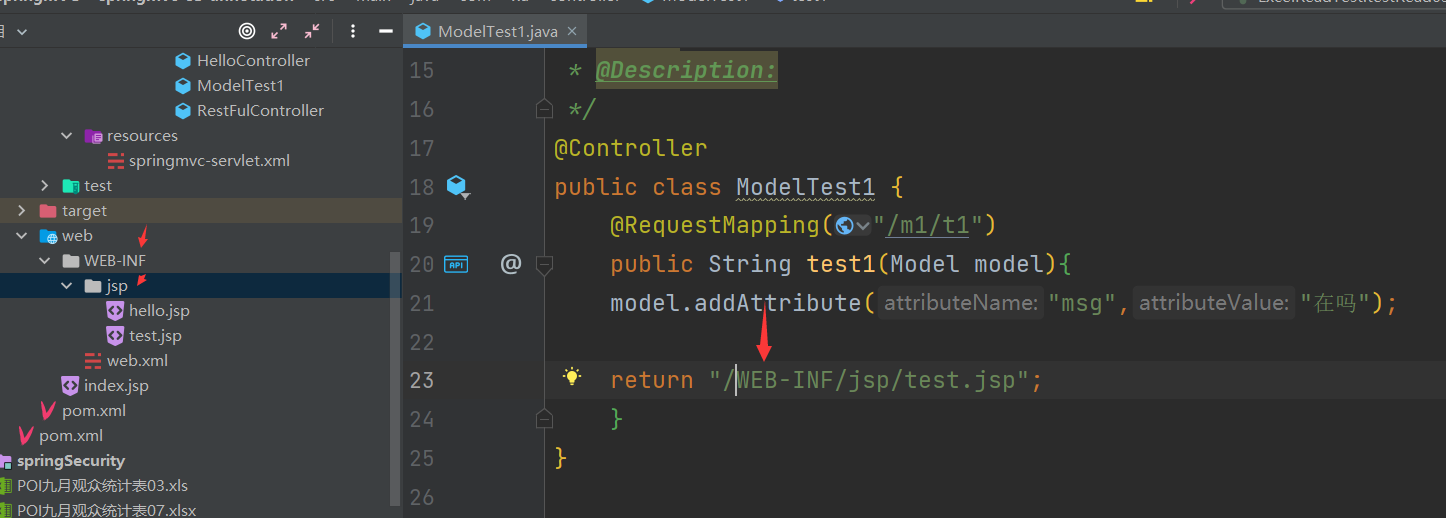 HelloController
ModelTest1
RestFulController
resources
springmvc-servlet.xml
test
target
web
WEB-INF
jsp
hello.jsp
test.jsp
web.xml
index.jsp
pom.xml
pom.xml
springSecurity
POI九月观众统计表03.xls
POI九月观众统计表07.xlsx
ModelTest1.java
15 * @Description:
16 */
17 @Controller
18 public class ModelTest1 {
19 @RequestMapping("/m1/t1")
20 API @ public String test1(Model model){
21 model.addAttribute( attributeName: "msg", attributeValue: "在吗");
22
23 return "/WEB-INF/jsp/test.jsp";
24 }
25 }
26